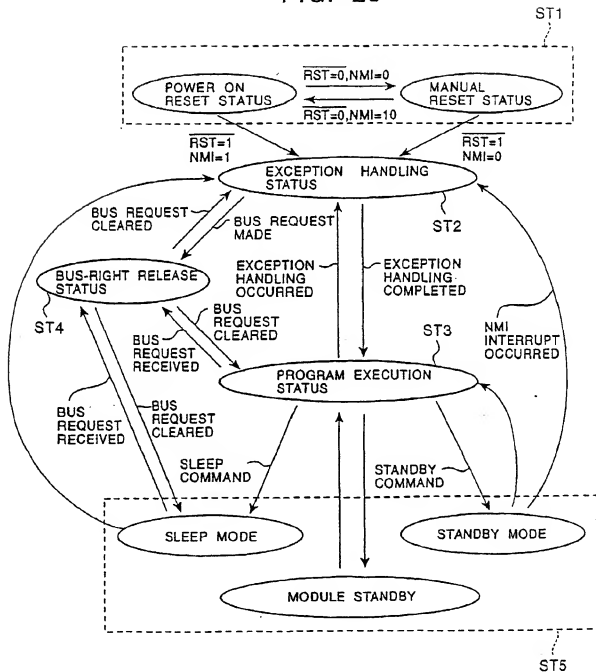 ST1
POWER ON
RESET STATUS
RST=0,NMI=0
RST=0,NMI=10
MANUAL
RESET STATUS
RST=1
NMI=1
RST=1
NMI=0
EXCEPTION HANDLING
STATUS
ST2
BUS REQUEST
CLEARED
BUS REQUEST
MADE
BUS-RIGHT RELEASE
STATUS
ST4
EXCEPTION
HANDLING
OCCURRED
EXCEPTION
HANDLING
COMPLETED
BUS
REQUEST
CLEARED
BUS
REQUEST
RECEIVED
ST3
NMI
INTERRUPT
OCCURRED
PROGRAM EXECUTION
STATUS
BUS
REQUEST
RECEIVED
BUS
REQUEST
CLEARED
SLEEP
COMMAND
STANDBY
COMMAND
SLEEP MODE
STANDBY MODE
MODULE STANDBY
ST5